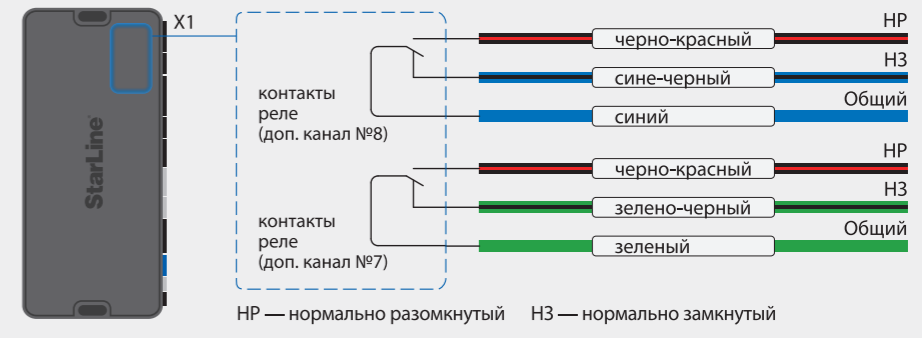 X1
StarLine
контакты
реле
(доп. канал №8)
черно-красный
НР
сине-черный
НЗ
синий
Общий
контакты
реле
(доп. канал №7)
черно-красный
НР
зелено-черный
НЗ
зеленый
Общий
НР — нормально разомкнутый НЗ — нормально замкнутый